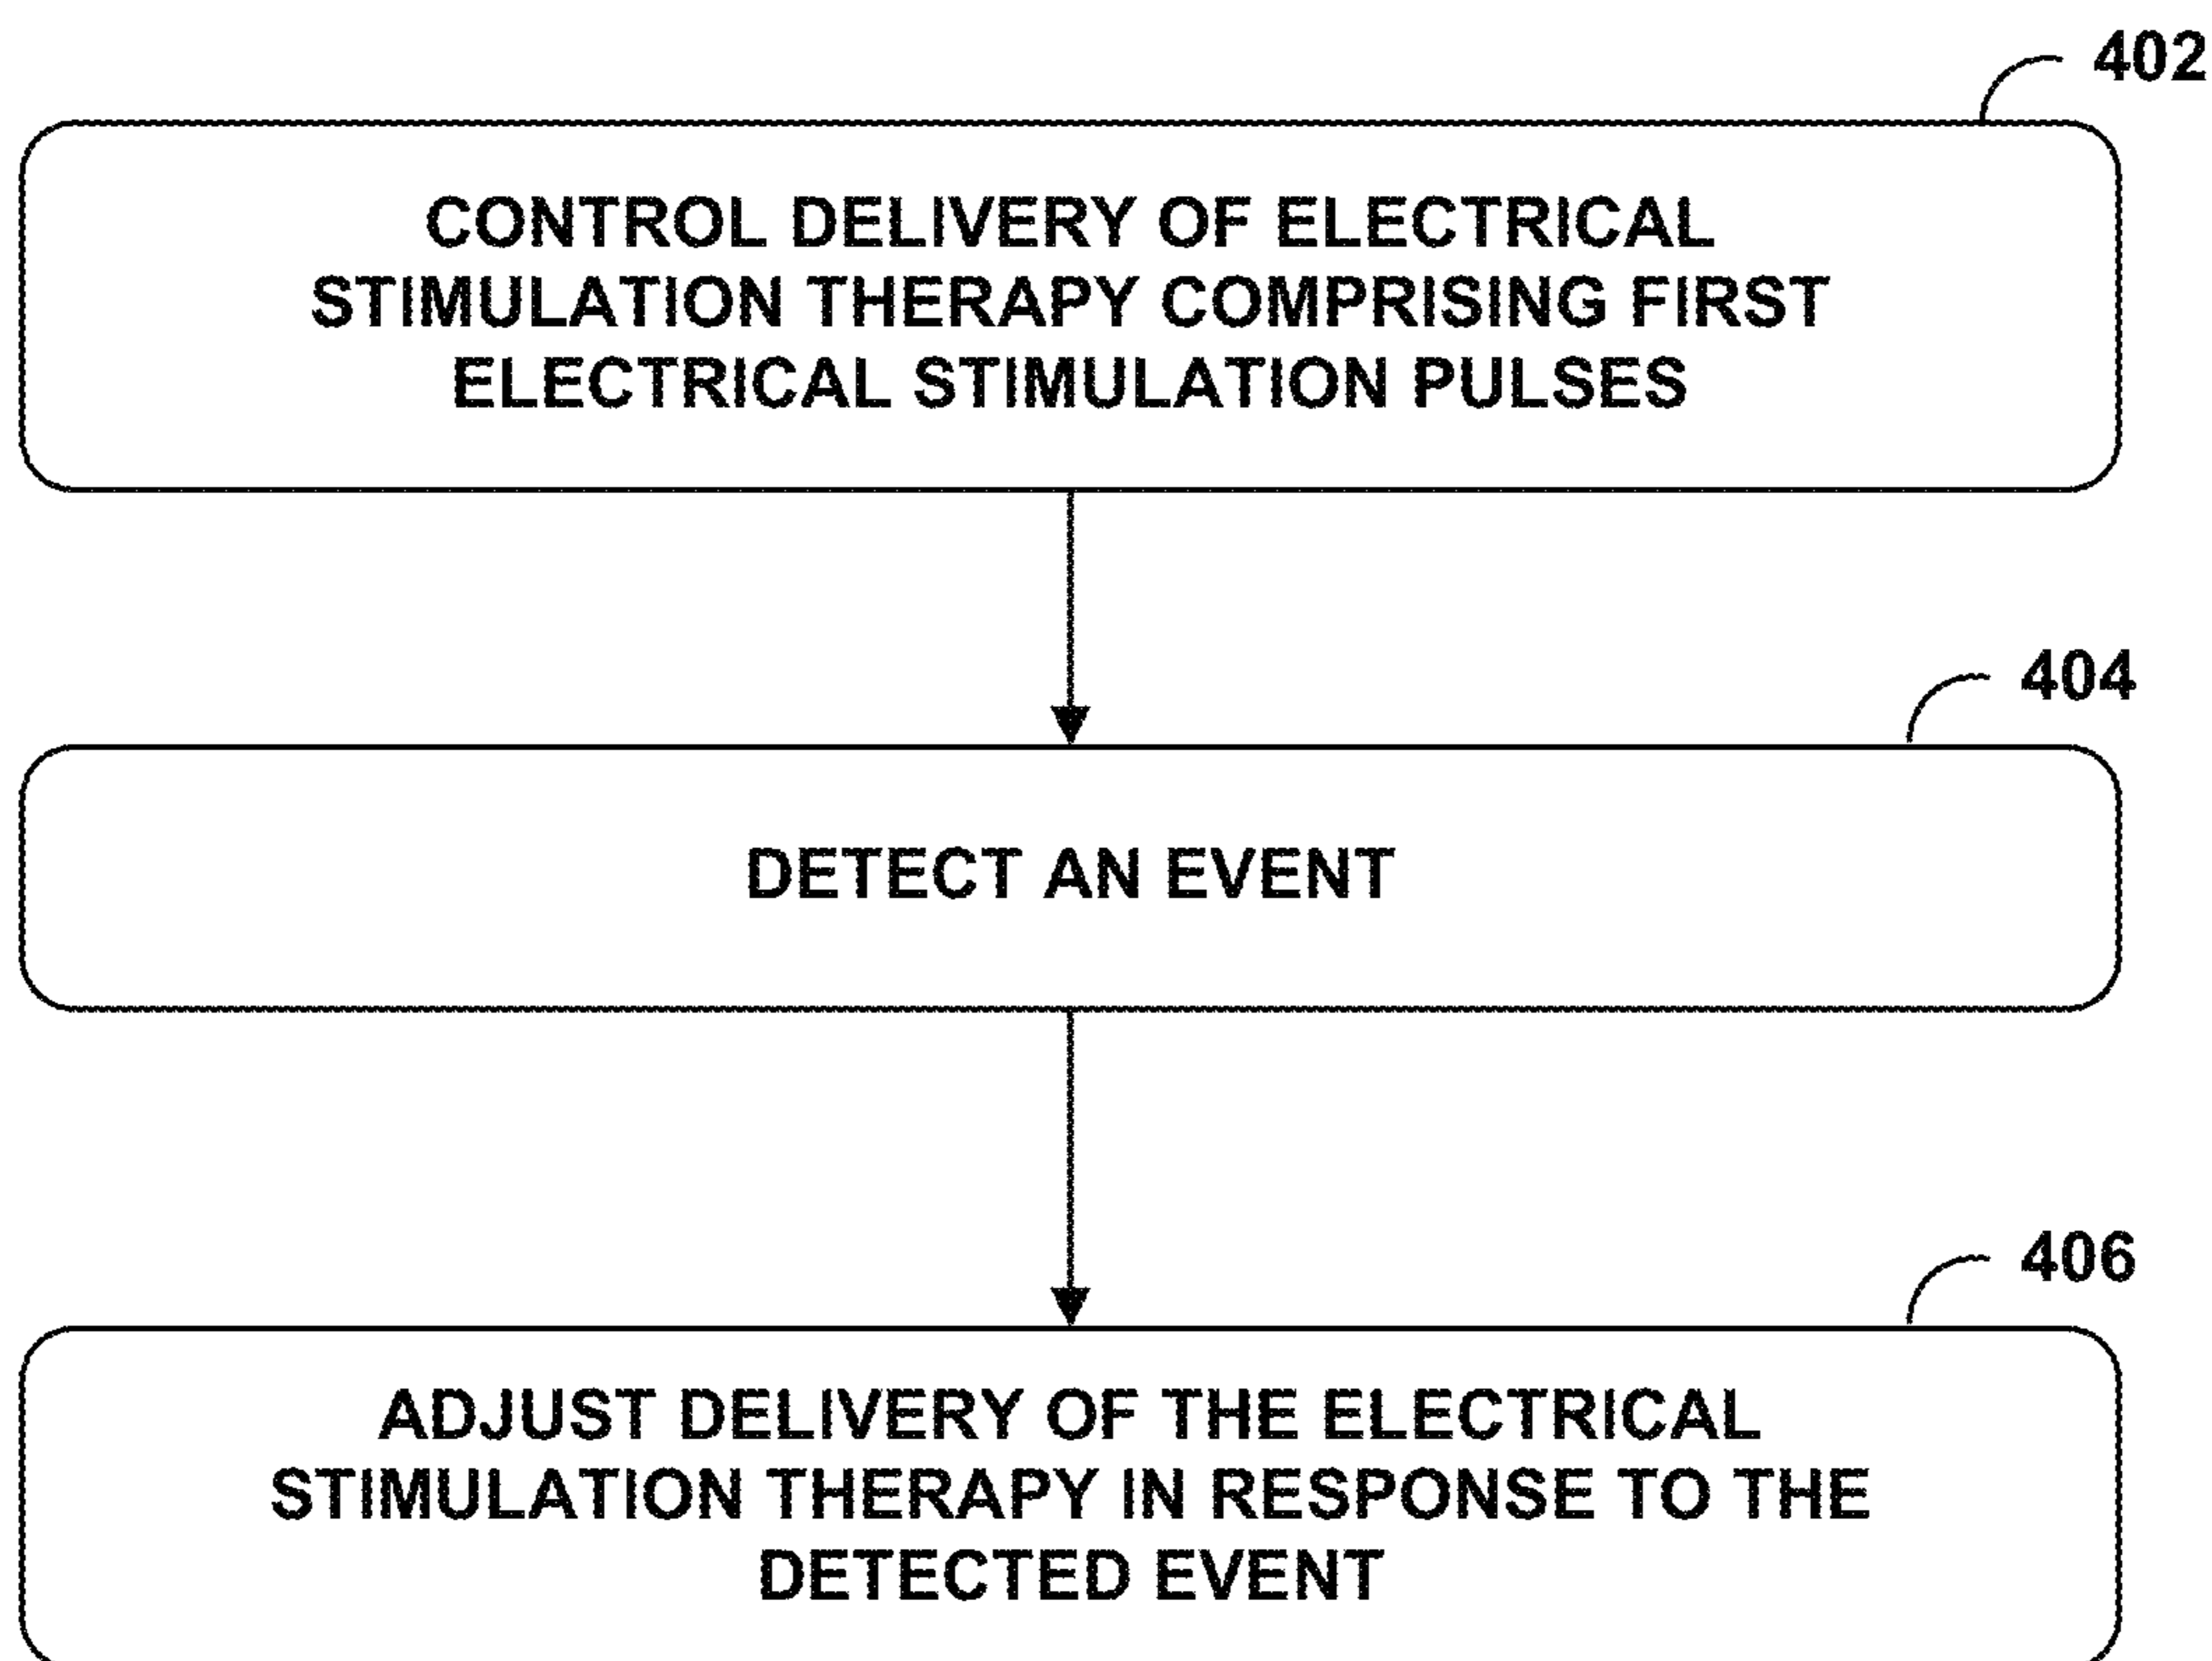 402
CONTROL DELIVERY OF ELECTRICAL
STIMULATION THERAPY COMPRISING FIRST
ELECTRICAL STIMULATION PULSES
404
DETECT AN EVENT
406
ADJUST DELIVERY OF THE ELECTRICAL
STIMULATION THERAPY IN RESPONSE TO THE
DETECTED EVENT